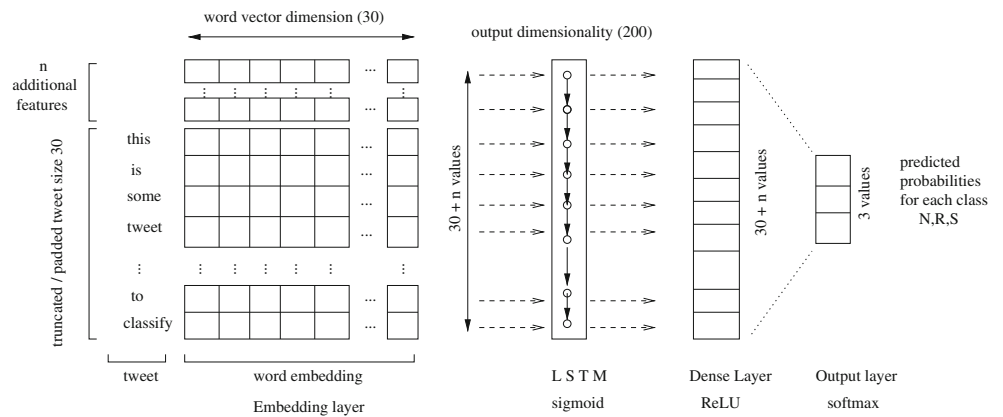 word vector dimension (30)
output dimensionality (200)
n
additional
features
...
...
truncated / padded tweet size 30
this
is
some
tweet
...
to
classify
...
...
...
...
...
...
...
30 + n values
30 + n values
3 values
predicted
probabilities
for each class
N,R,S
tweet
word embedding
Embedding layer
L S T M
sigmoid
Dense Layer
ReLU
Output layer
softmax